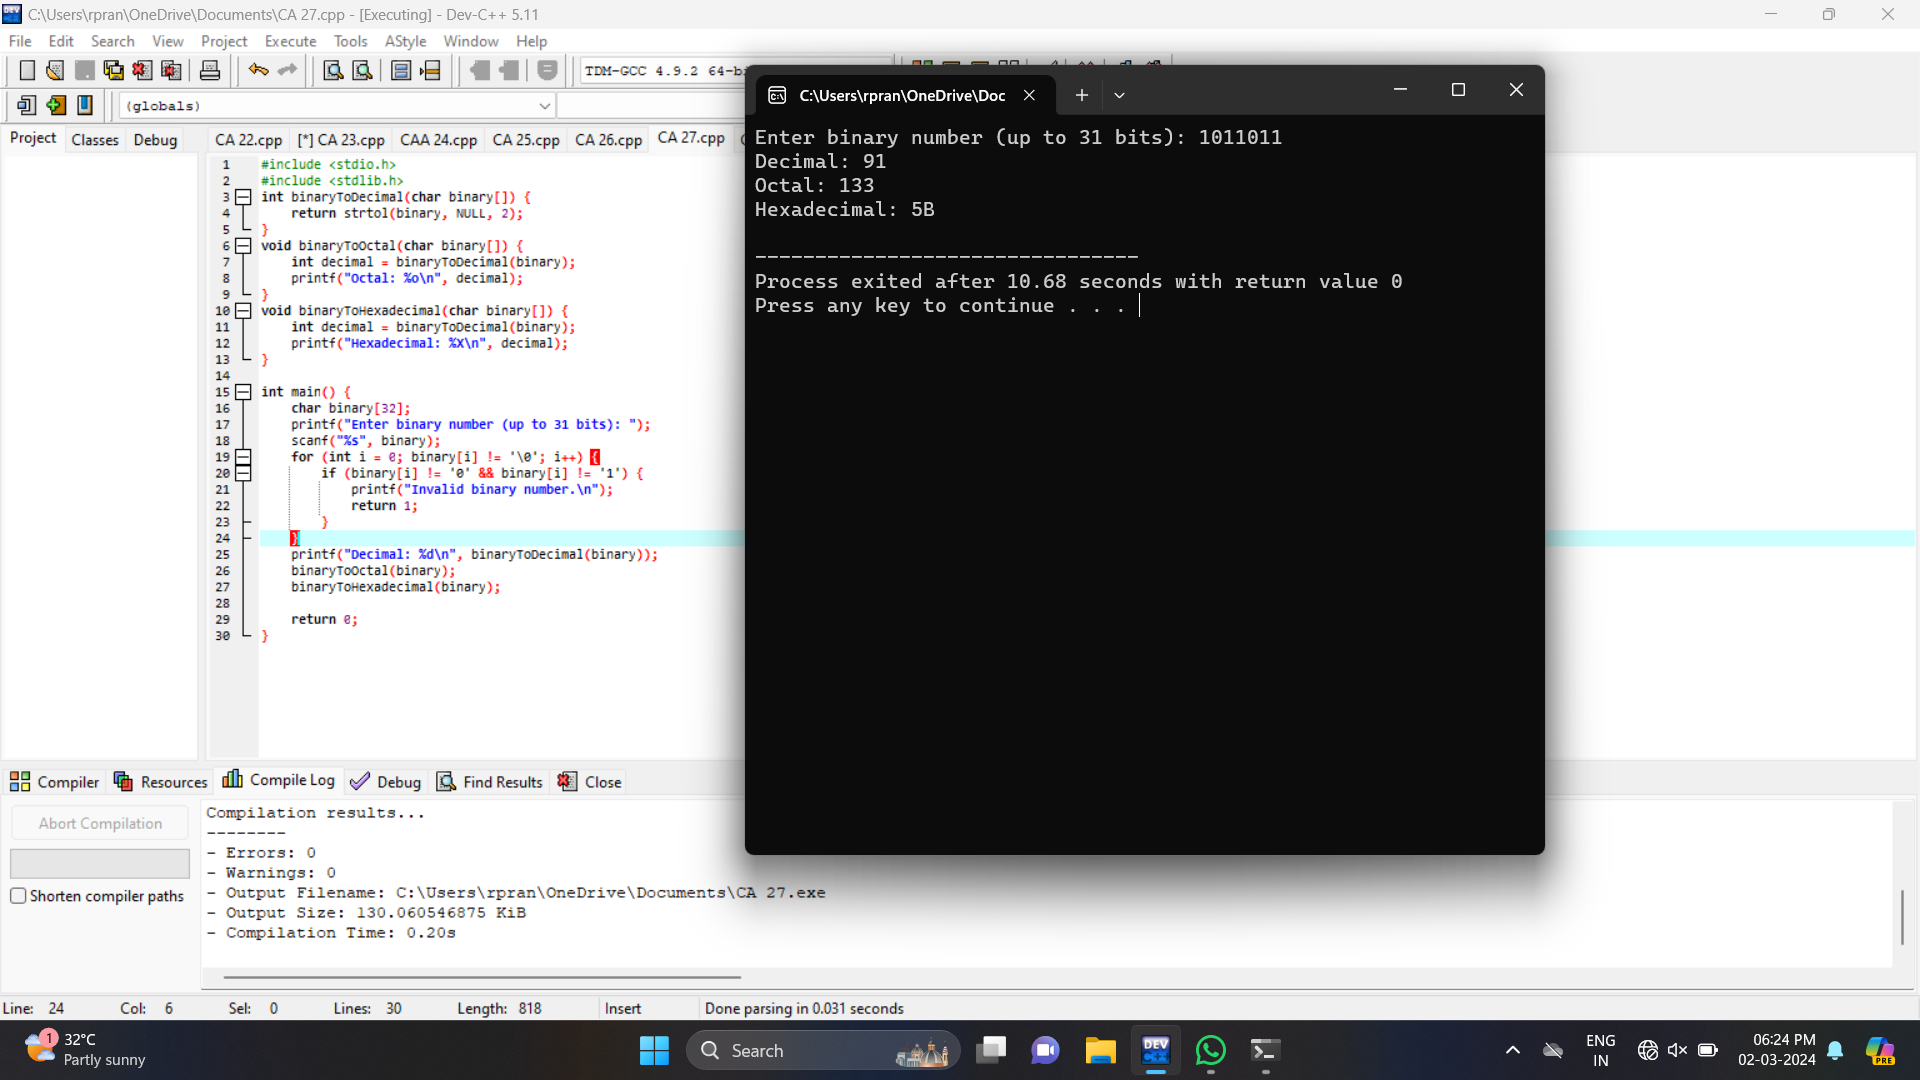 C:\Users\rpran\OneDrive\Documents\CA 27.cpp - [Executing] - Dev-C++ 5.11
File Edit Search View Project Execute Tools AStyle Window Help
TDM-GCC 4.9.2 64-bi
(globals)
Project Classes Debug
CA 22.cpp [*] CA 23.cpp CAA 24.cpp CA 25.cpp CA 26.cpp CA 27.cpp
1 #include <stdio.h>
2 #include <stdlib.h>
3 int binaryToDecimal(char binary[]) {
4 return strtol(binary, NULL, 2);
5 }
6 void binaryToOctal(char binary[]) {
7 int decimal = binaryToDecimal(binary);
8 printf("Octal: %o\n", decimal);
9 }
10 void binaryToHexadecimal(char binary[]) {
11 int decimal = binaryToDecimal(binary);
12 printf("Hexadecimal: %X\n", decimal);
13 }
14
15 int main() {
16 char binary[32];
17 printf("Enter binary number (up to 31 bits): ");
18 scanf("%s", binary);
19 for (int i = 0; binary[i] != '\0'; i++) {
20 if (binary[i] != '0' && binary[i] != '1') {
21 printf("Invalid binary number.\n");
22 return 1;
23 }
24 }
25 printf("Decimal: %d\n", binaryToDecimal(binary));
26 binaryToOctal(binary);
27 binaryToHexadecimal(binary);
28
29 return 0;
30 }
C:\Users\rpran\OneDrive\Doc
Enter binary number (up to 31 bits): 1011011
Decimal: 91
Octal: 133
Hexadecimal: 5B
--------------------------------
Process exited after 10.68 seconds with return value 0
Press any key to continue . . .
Compiler Resources Compile Log Debug Find Results Close
Abort Compilation
Shorten compiler paths
Compilation results...
--------
- Errors: 0
- Warnings: 0
- Output Filename: C:\Users\rpran\OneDrive\Documents\CA 27.exe
- Output Size: 130.060546875 KiB
- Compilation Time: 0.20s
Line: 24 Col: 6 Sel: 0 Lines: 30 Length: 818 Insert Done parsing in 0.031 seconds
1
32°C
Partly sunny
Search
DEV
ENG
IN
06:24 PM
02-03-2024
PRE